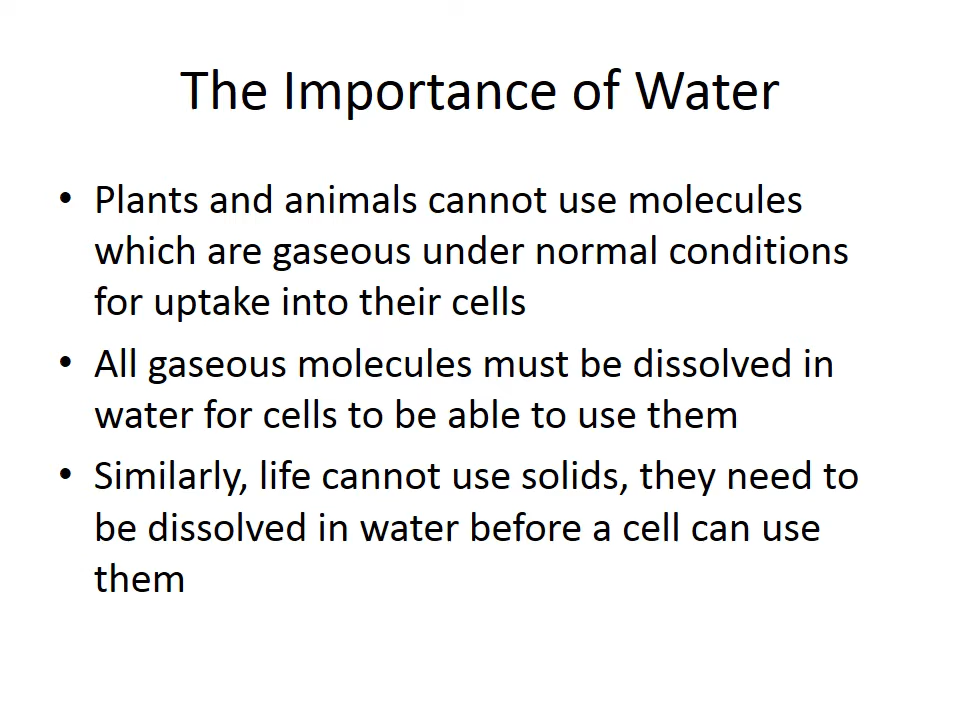 The Importance of Water
• Plants and animals cannot use molecules
which are gaseous under normal conditions
for uptake into their cells
• All gaseous molecules must be dissolved in
water for cells to be able to use them
• Similarly, life cannot use solids, they need to
be dissolved in water before a cell can use
them